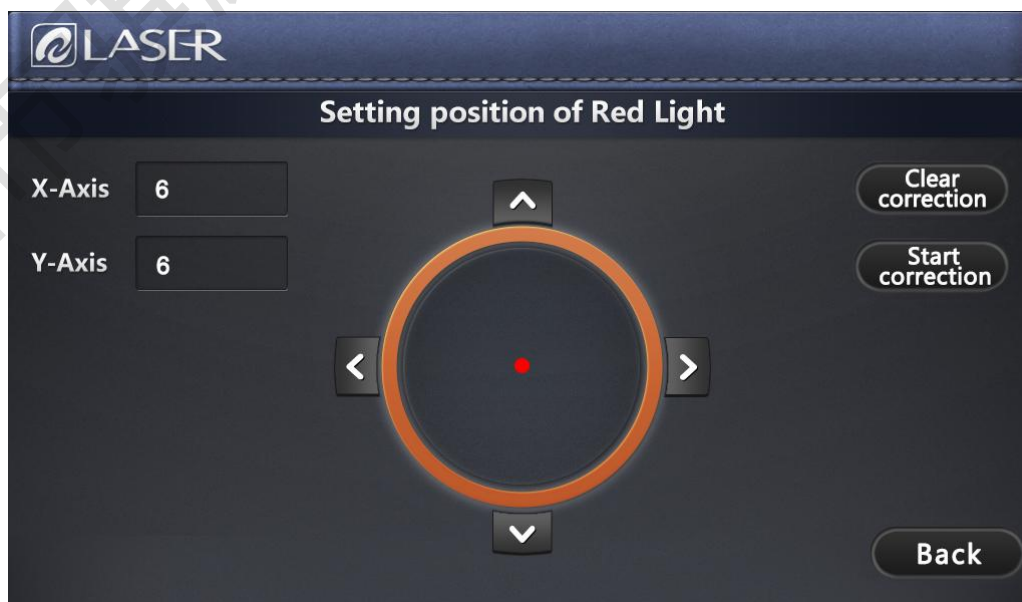 LASER
Setting position of Red Light
X-Axis 6
Clear
correction
Y-Axis 6
Start
correction
Back